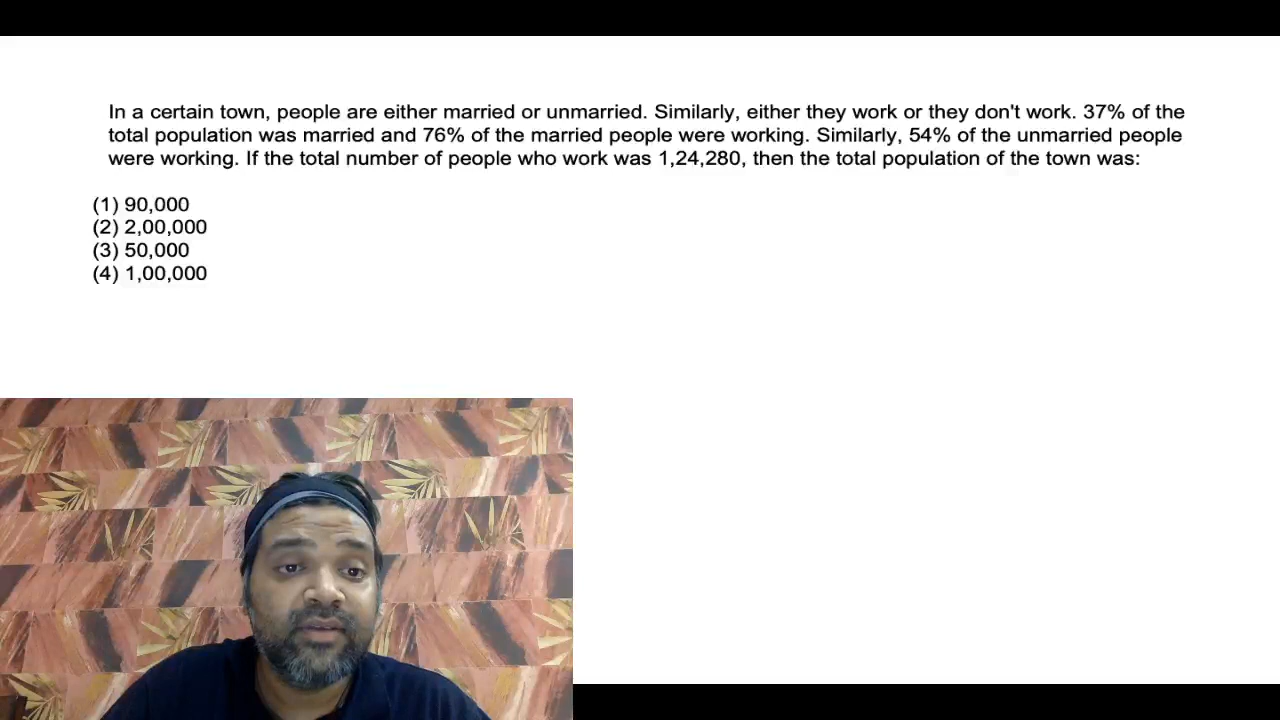 In a certain town, people are either married or unmarried. Similarly, either they work or they don't work. 37% of the
total population was married and 76% of the married people were working. Similarly, 54% of the unmarried people
were working. If the total number of people who work was 1,24,280, then the total population of the town was:
(1) 90,000
(2) 2,00,000
(3) 50,000
(4) 1,00,000